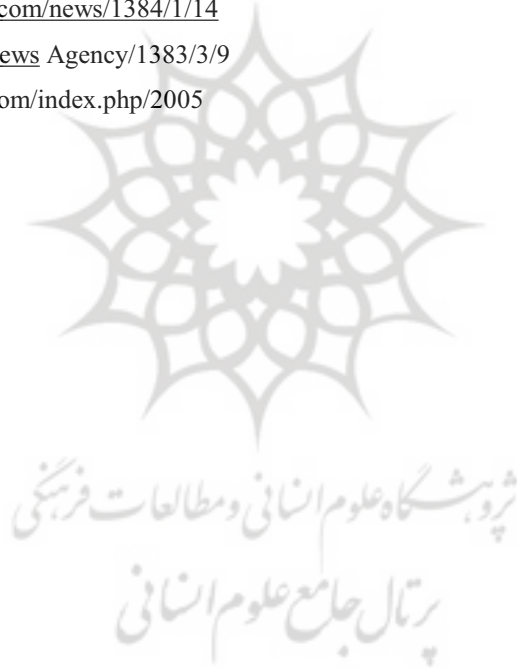 com/news/1384/1/14
ews Agency/1383/3/9
om/index.php/2005
ژوہشگاه علوم انسانی و مطالعات فرهنگی
پرتال جامع علوم انسانی